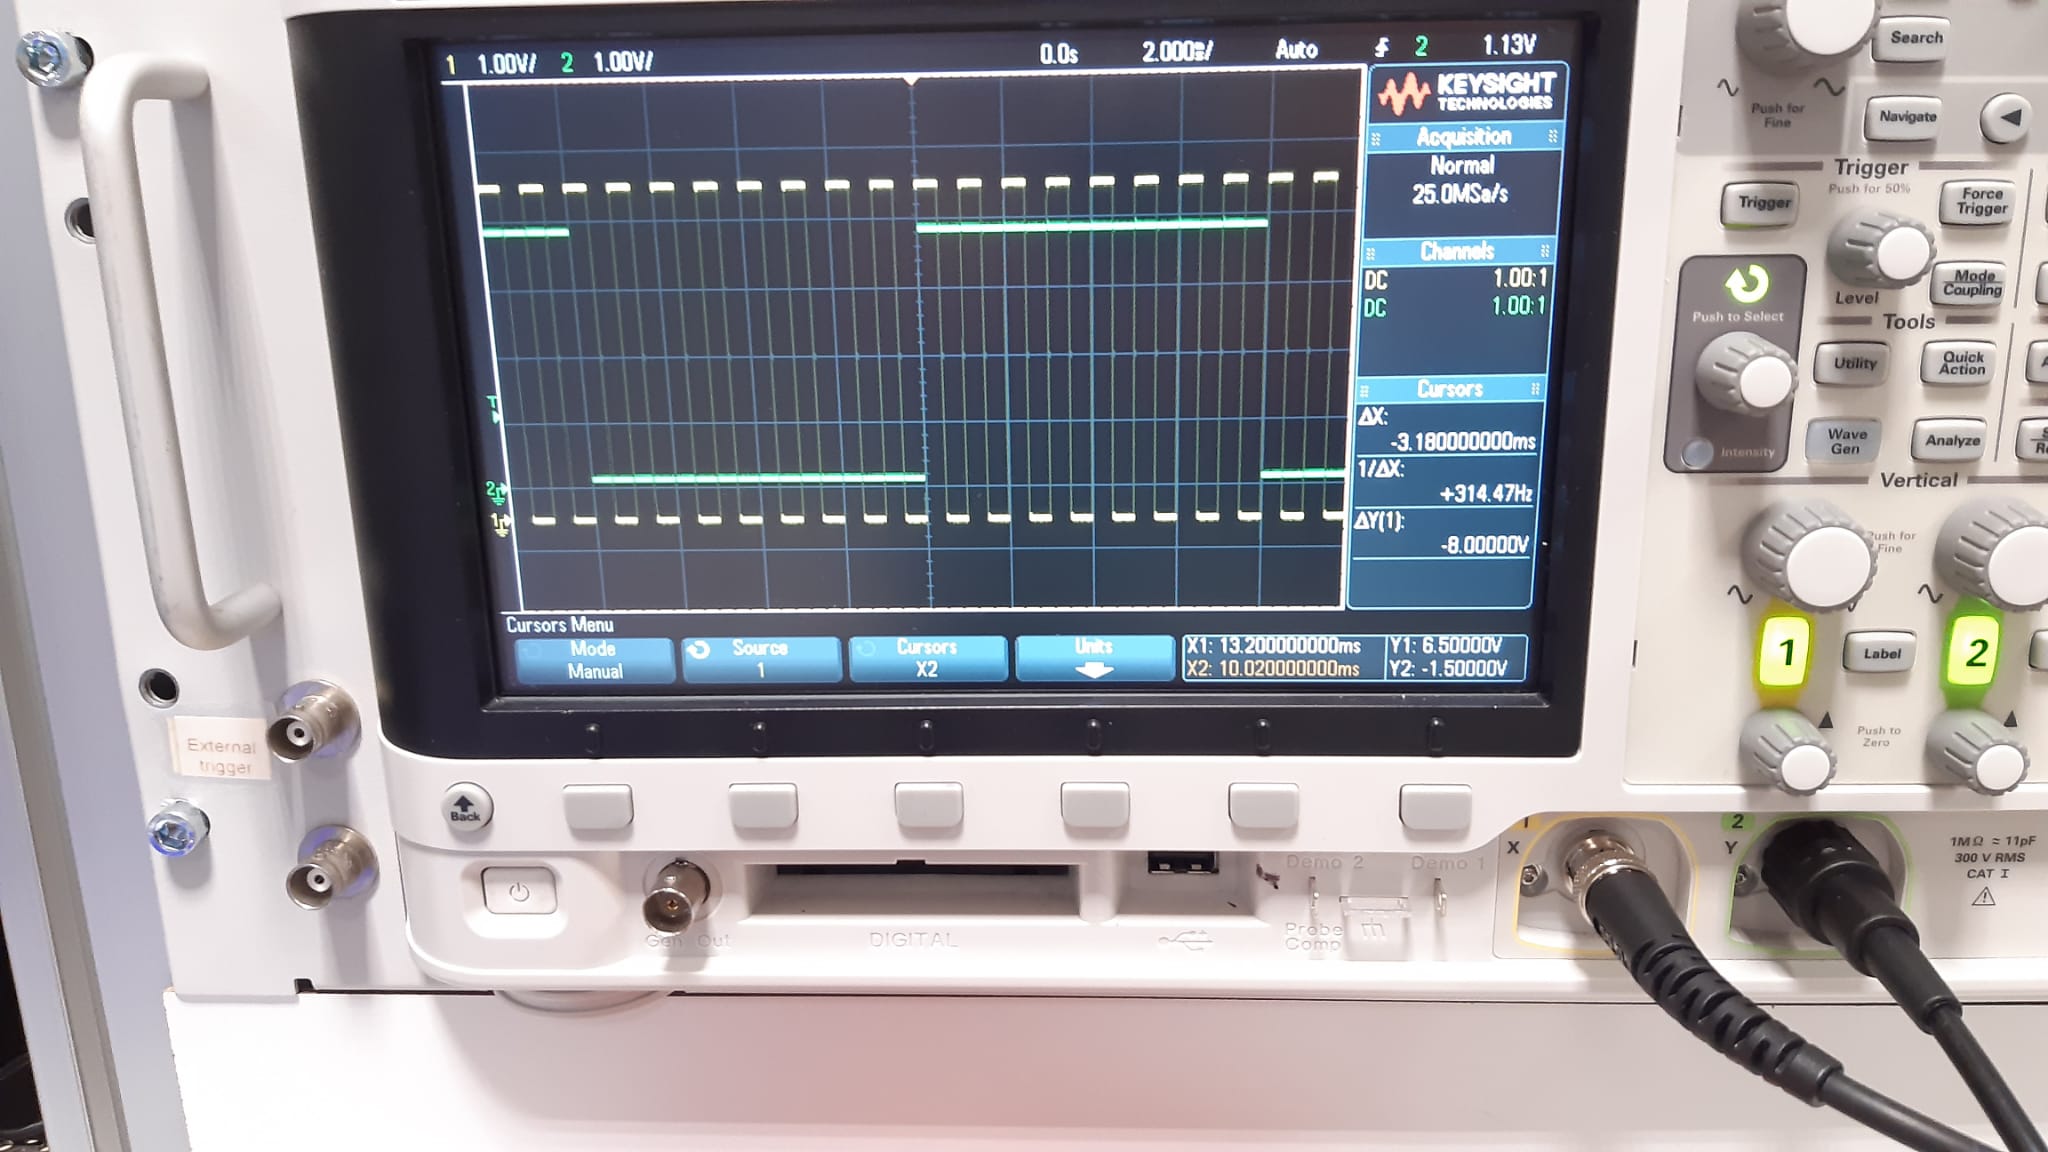 1 1.00V/ 2 1.00V/ 0.0s 2.000ms/ Auto 2 1.13V
KEYSIGHT
TECHNOLOGIES
Acquisition
Normal
25.0MSa/s
Channels
DC 1.00:1
DC 1.00:1
Cursors
ΔX:
-3.180000000ms
1/ΔX:
+314.47Hz
ΔY(1):
-8.00000V
T
2
1
Cursors Menu
Mode
Manual
Source
1
Cursors
X2
Units
X1: 13.200000000ms
X2: 10.020000000ms
Y1: 6.50000V
Y2: -1.50000V
Search
Push for
Fine
Navigate
Trigger
Push for 50%
Trigger
Force
Trigger
Level
Mode
Coupling
Push to Select
Intensity
Tools
Utility
Quick
Action
Wave
Gen
Analyze
Vertical
Push for
Fine
1
Label
2
Push to
Zero
External
trigger
Back
Gen Out
DIGITAL
Demo 2
Demo 1
Probe
Comp
1
X
2
Y
1MΩ ≈ 11pF
300 V RMS
CAT I